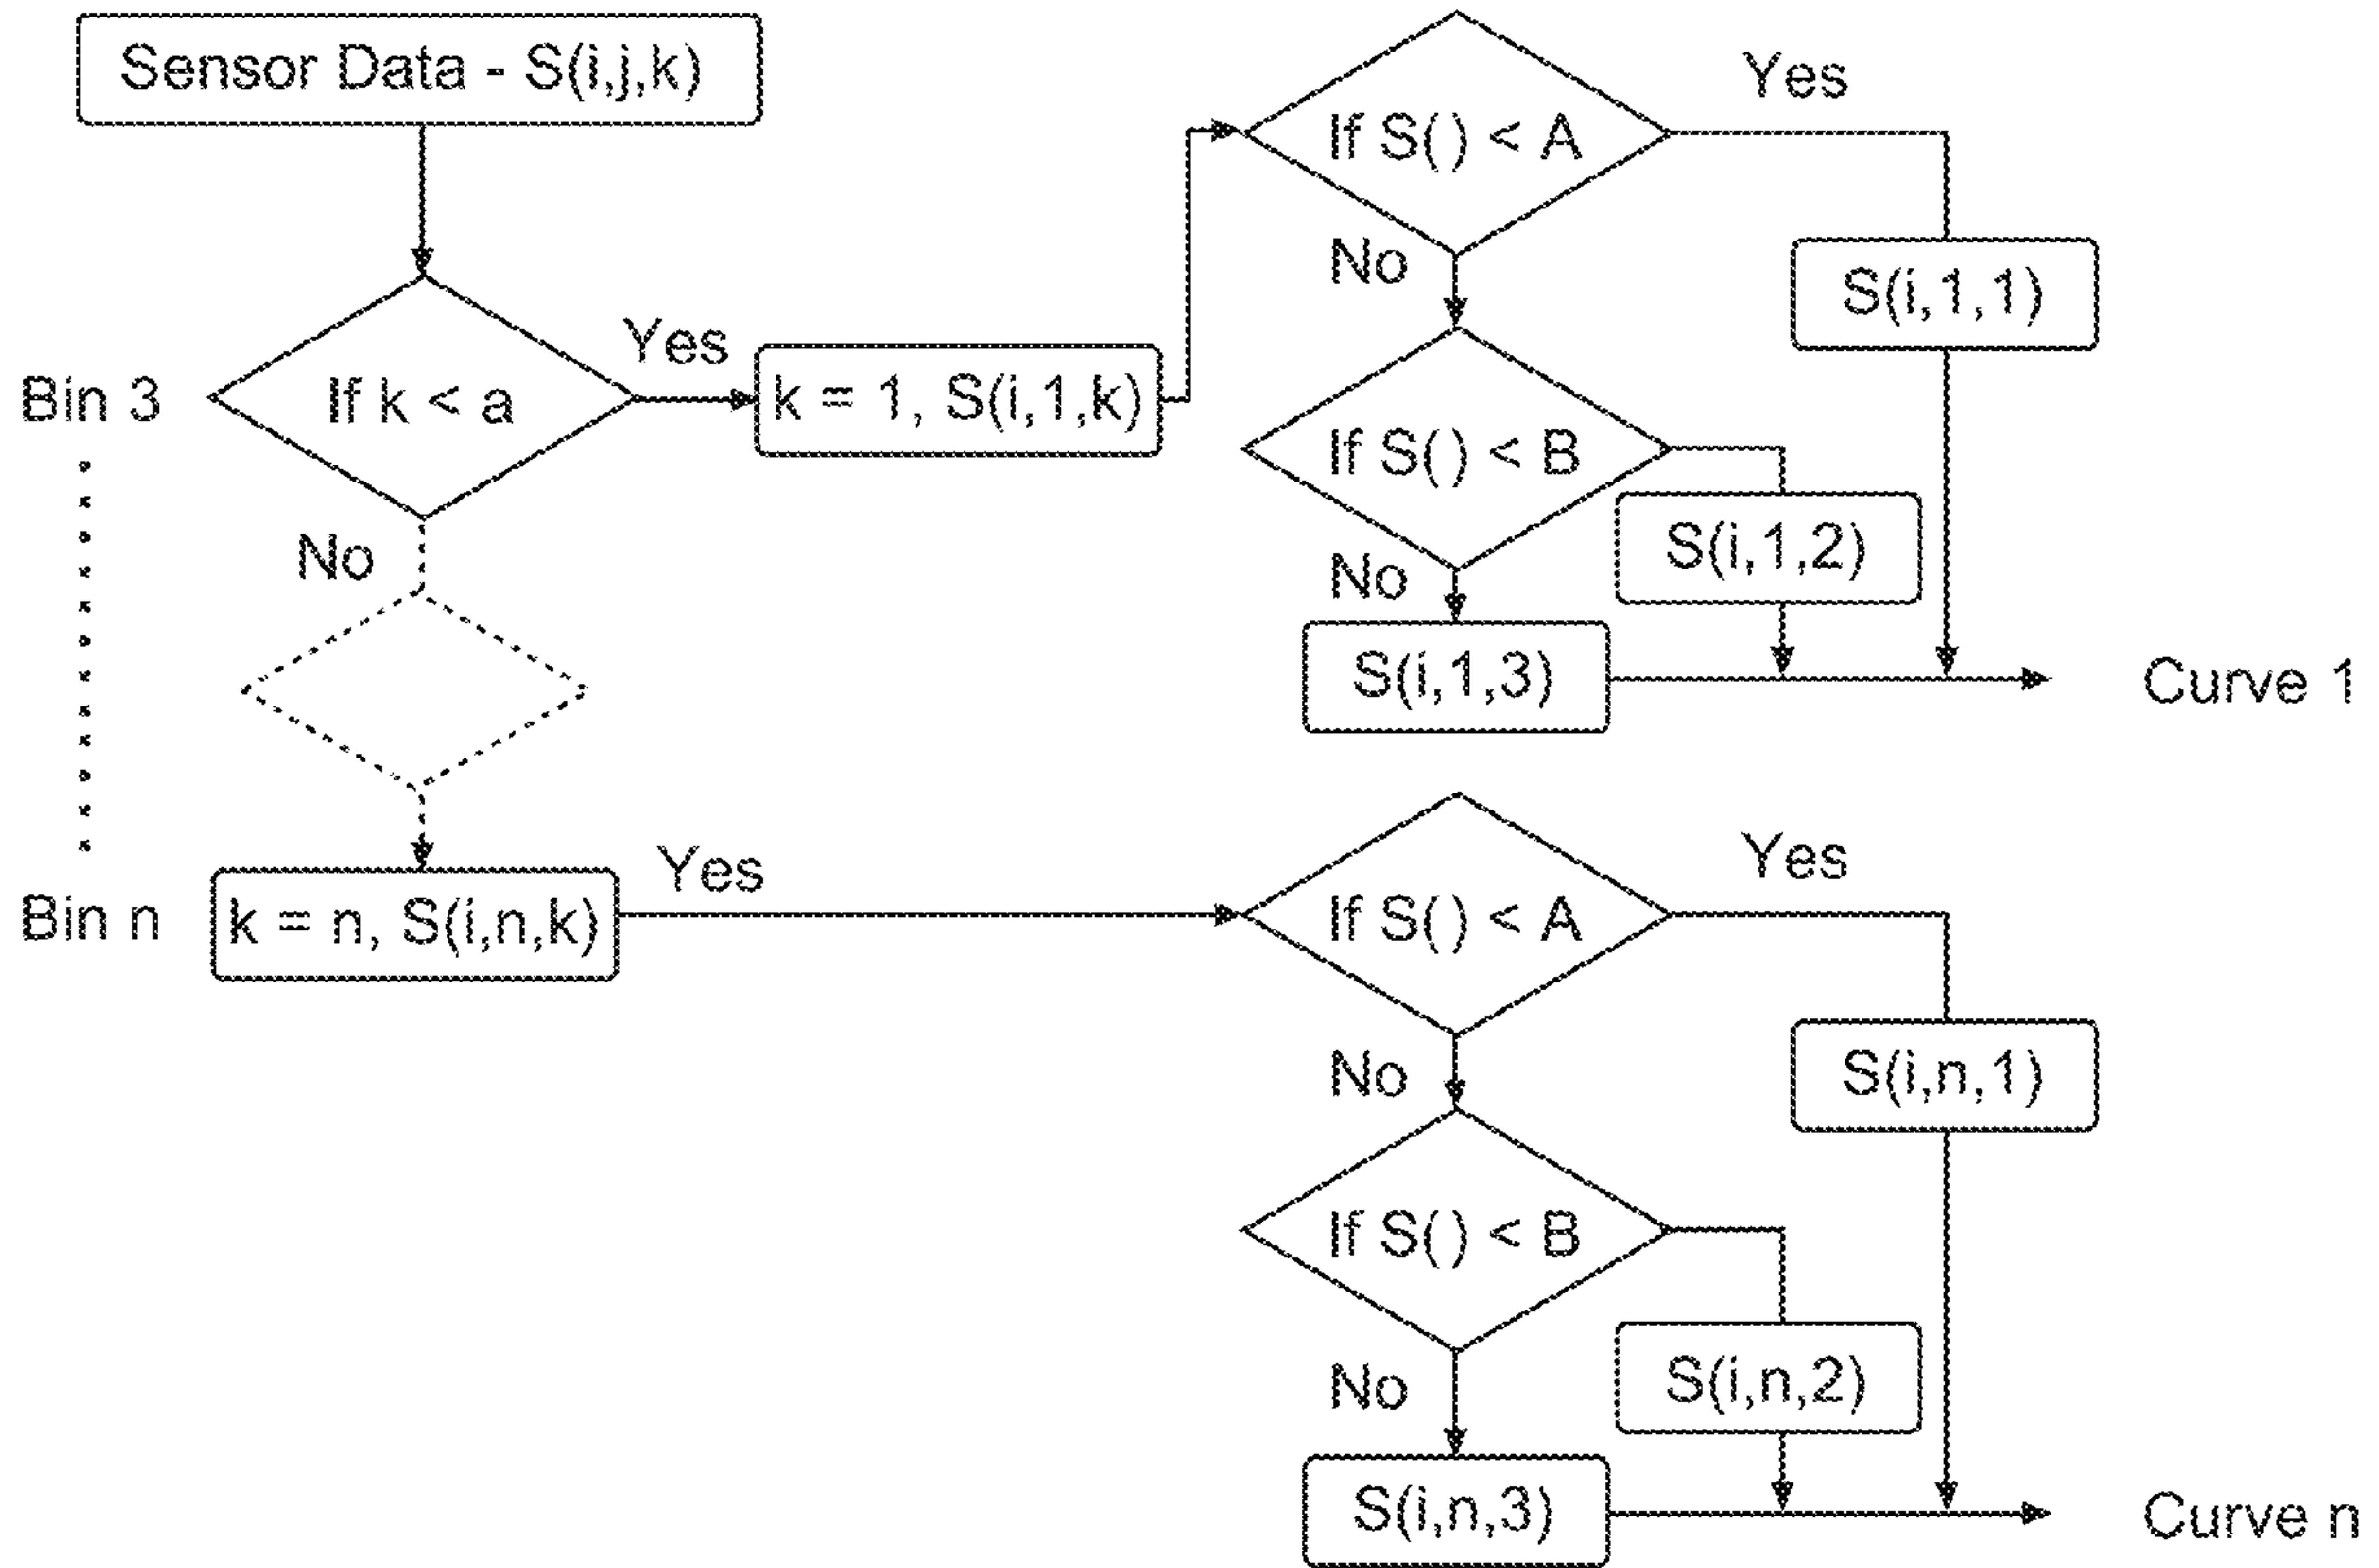 Sensor Data - S(i,j,k)
If S() < A
Yes
No
S(i,1,1)
Bin 3
If k < a
Yes
k = 1, S(i,1,k)
If S() < B
No
No
S(i,1,2)
S(i,1,3)
Curve 1
Bin n
k = n, S(i,n,k)
Yes
If S() < A
Yes
No
S(i,n,1)
If S() < B
No
S(i,n,2)
S(i,n,3)
Curve n